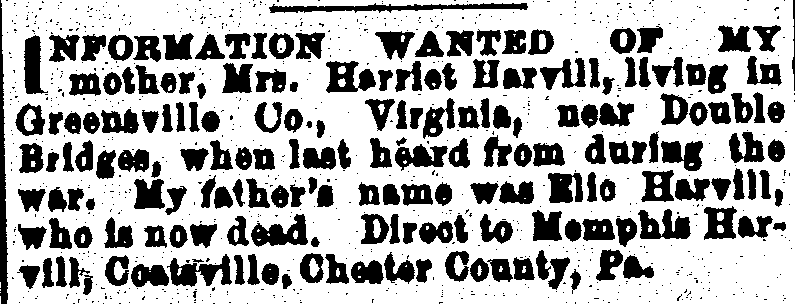 INFORMATION WANTED OF MY
mother, Mrs. Harriet Harvill, living in
Greensville Co., Virginia, near Double
Bridges, when last heard from during the
war. My father's name was Elic Harvill,
who is now dead. Direct to Memphis Har-
vill, Coatsville, Chester County, Pa.